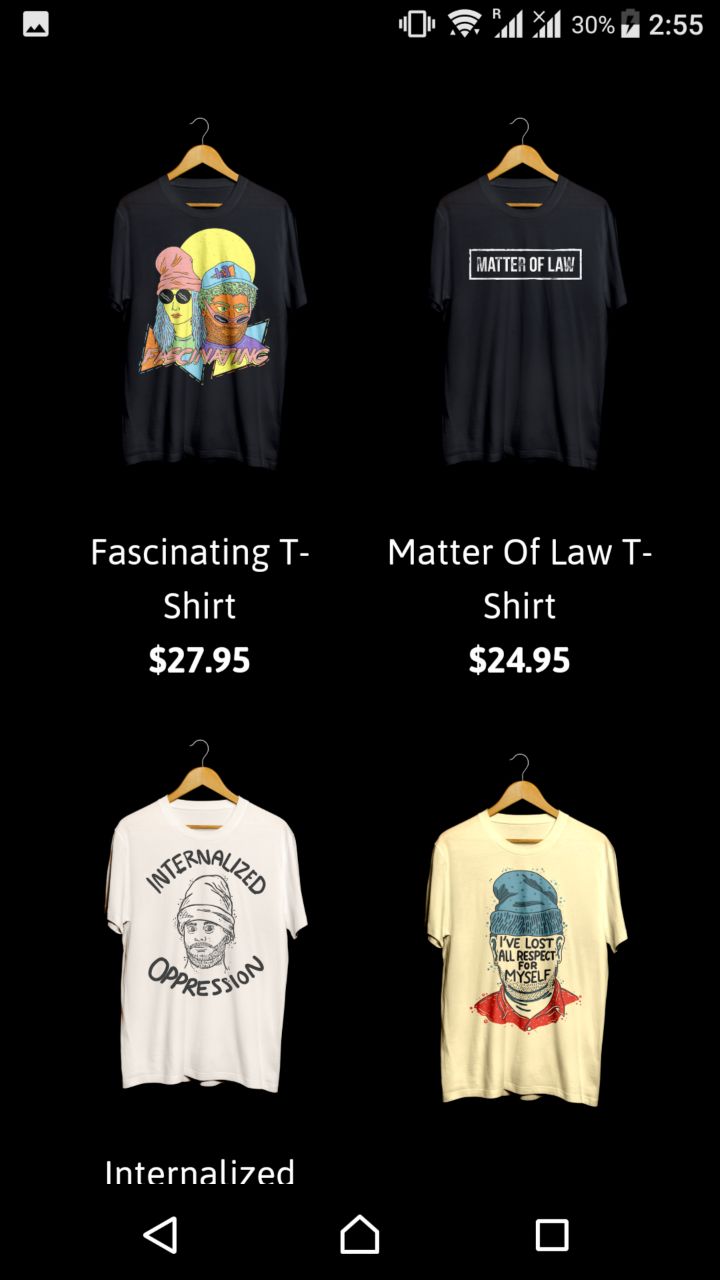 R 30% 2:55
FASCINATING
MATTER OF LAW
Fascinating T-
Shirt
$27.95
Matter Of Law T-
Shirt
$24.95
INTERNALIZED
OPPRESSION
I'VE LOST
ALL RESPECT
FOR
MYSELF
Internalized